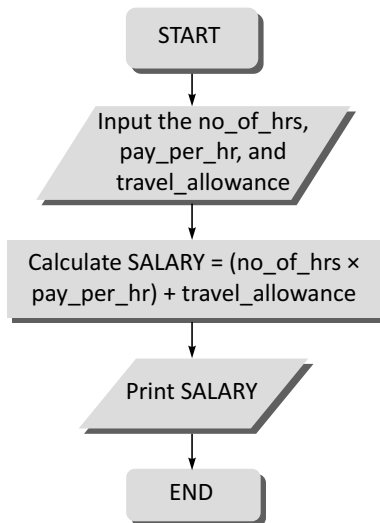 START
Input the no_of_hrs,
pay_per_hr, and
travel_allowance
Calculate SALARY = (no_of_hrs ×
pay_per_hr) + travel_allowance
Print SALARY
END